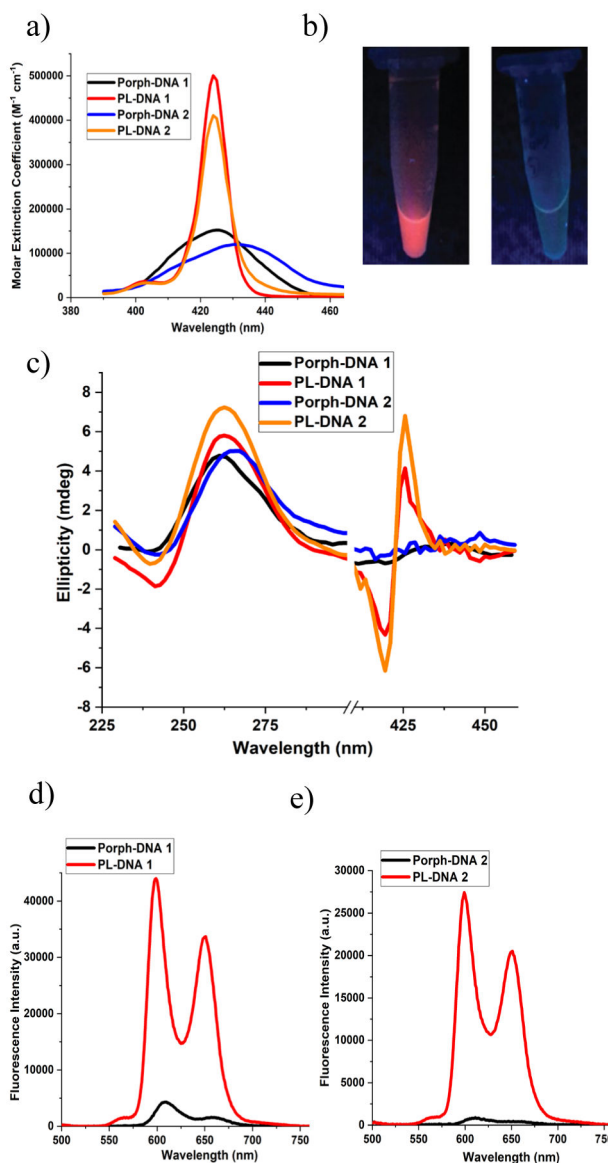 a)
b)
Porph-DNA 1
PL-DNA 1
Porph-DNA 2
PL-DNA 2
Molar Extinction Coefficient (M⁻¹ cm⁻¹)
500000
400000
300000
200000
100000
0
380 400 420 440 460
Wavelength (nm)
c)
Porph-DNA 1
PL-DNA 1
Porph-DNA 2
PL-DNA 2
Ellipticity (mdeg)
8
6
4
2
0
-2
-4
-6
-8
225 250 275 425 450
Wavelength (nm)
d)
Porph-DNA 1
PL-DNA 1
Fluorescence Intensity (a.u.)
40000
30000
20000
10000
0
500 550 600 650 700 750
Wavelength (nm)
e)
Porph-DNA 2
PL-DNA 2
Fluorescence Intensity (a.u.)
30000
25000
20000
15000
10000
5000
0
500 550 600 650 700 750
Wavelength (nm)